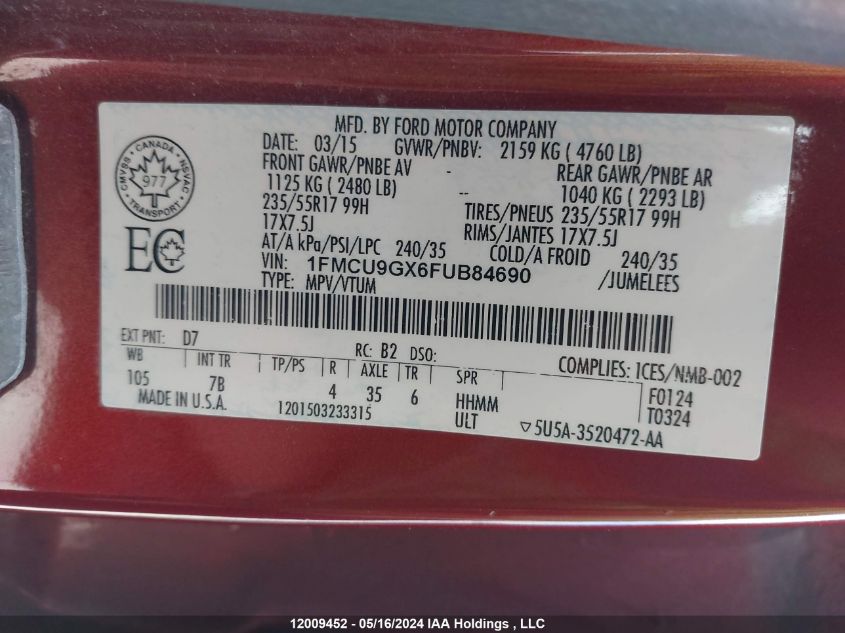 MFD. BY FORD MOTOR COMPANY
DATE: 03/15 GVWR/PNBV: 2159 KG ( 4760 LB)
FRONT GAWR/PNBE AV - REAR GAWR/PNBE AR
1125 KG ( 2480 LB) -- 1040 KG ( 2293 LB)
235/55R17 99H TIRES/PNEUS 235/55R17 99H
17X7.5J RIMS/JANTES 17X7.5J
AT/A kPa/PSI/LPC 240/35 COLD/A FROID 240/35
VIN: 1FMCU9GX6FUB84690 /JUMELEES
TYPE: MPV/VTUM
CANADA
CMVSS 977 NSVAC
TRANSPORT
EC
EXT PNT: D7 RC: B2 DSO:
COMPLIES: ICES/NMB-002
WB INT TR TP/PS R AXLE TR SPR F0124
105 7B 4 35 6 HHMM T0324
MADE IN U.S.A. 1201503233315 ULT ▽5U5A-3520472-AA
12009452 - 05/16/2024 IAA Holdings , LLC